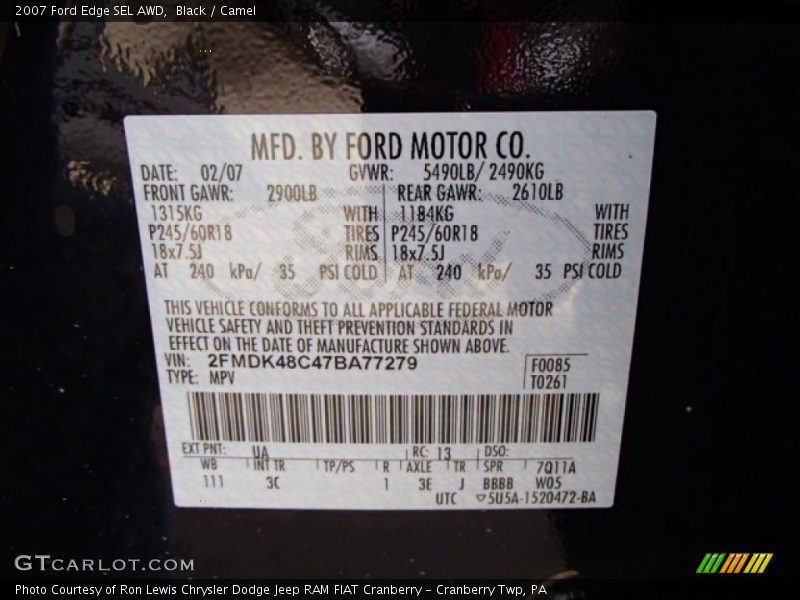 2007 Ford Edge SEL AWD, Black / Camel
MFD. BY FORD MOTOR CO.
DATE: 02/07 GVWR: 5490LB/ 2490KG
FRONT GAWR: 2900LB REAR GAWR: 2610LB
1315KG WITH 1184KG WITH
P245/60R18 TIRES P245/60R18 TIRES
18x7.5J RIMS 18x7.5J RIMS
AT 240 kPa/ 35 PSI COLD AT 240 kPa/ 35 PSI COLD
THIS VEHICLE CONFORMS TO ALL APPLICABLE FEDERAL MOTOR
VEHICLE SAFETY AND THEFT PREVENTION STANDARDS IN
EFFECT ON THE DATE OF MANUFACTURE SHOWN ABOVE.
VIN: 2FMDK48C47BA77279 F0085
TYPE: MPV T0261
EXT PNT: UA RC: 13 DSO:
WB INT TR TP/PS R AXLE TR SPR 7Q11A
111 3C 1 3E J BBBB W05
UTC 5U5A-1520472-BA
GTCARLOT.COM
Photo Courtesy of Ron Lewis Chrysler Dodge Jeep RAM FIAT Cranberry - Cranberry Twp, PA